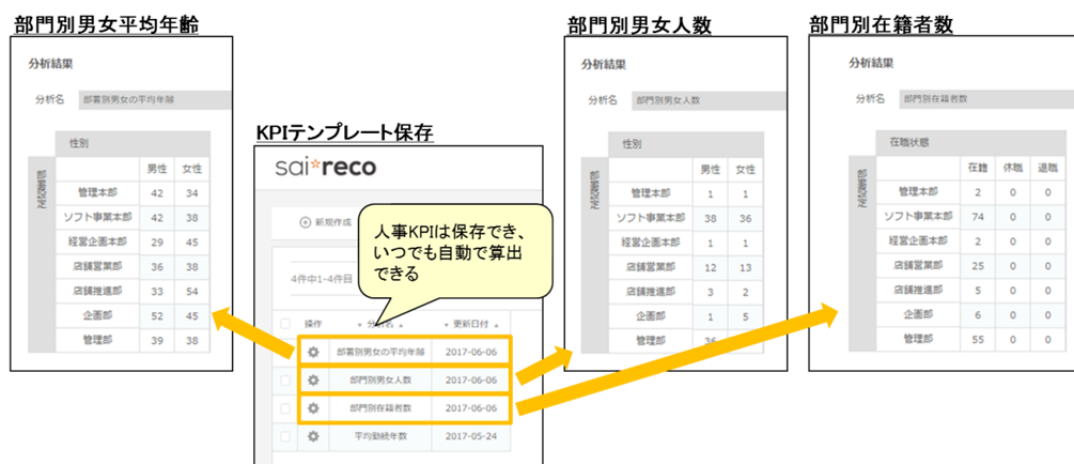 部門別男女平均年齢
分析結果
分析名 部署別男女の平均年齢
性別
男性 女性
管理本部 42 34
ソフト事業本部 42 38
経営企画本部 29 45
店舗営業部 36 38
店舗推進部 33 54
企画部 52 45
管理部 39 38
KPIテンプレート保存
sai*reco
新規作成
人事KPIは保存でき、
いつでも自動で算出
できる
4件中1-4件目
操作 分析名 更新日付
部署別男女の平均年齢 2017-06-06
部門別男女人数 2017-06-06
部門別在籍者数 2017-06-06
平均勤続年数 2017-05-24
部門別男女人数
分析結果
分析名 部門別男女人数
性別
男性 女性
管理本部 1 1
ソフト事業本部 38 36
経営企画本部 1 1
店舗営業部 12 13
店舗推進部 3 2
企画部 1 5
管理部 36
部門別在籍者数
分析結果
分析名 部門別在籍者数
在職状態
在籍 休職 退職
管理本部 2 0 0
ソフト事業本部 74 0 0
経営企画本部 2 0 0
店舗営業部 25 0 0
店舗推進部 5 0 0
企画部 6 0 0
管理部 55 0 0